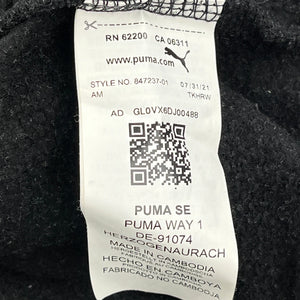 RN 62200 CA 06311
www.puma.com
STYLE NO. 847237-01 07/31/21
AM TKHRW
AD GL0VX6DJ00488
PUMA SE
PUMA WAY 1
DE-91074
HERZOGENAURACH
MADE IN CAMBODIA
HECHO EN CAMBOYA
FABRICADO NO CAMBOJA